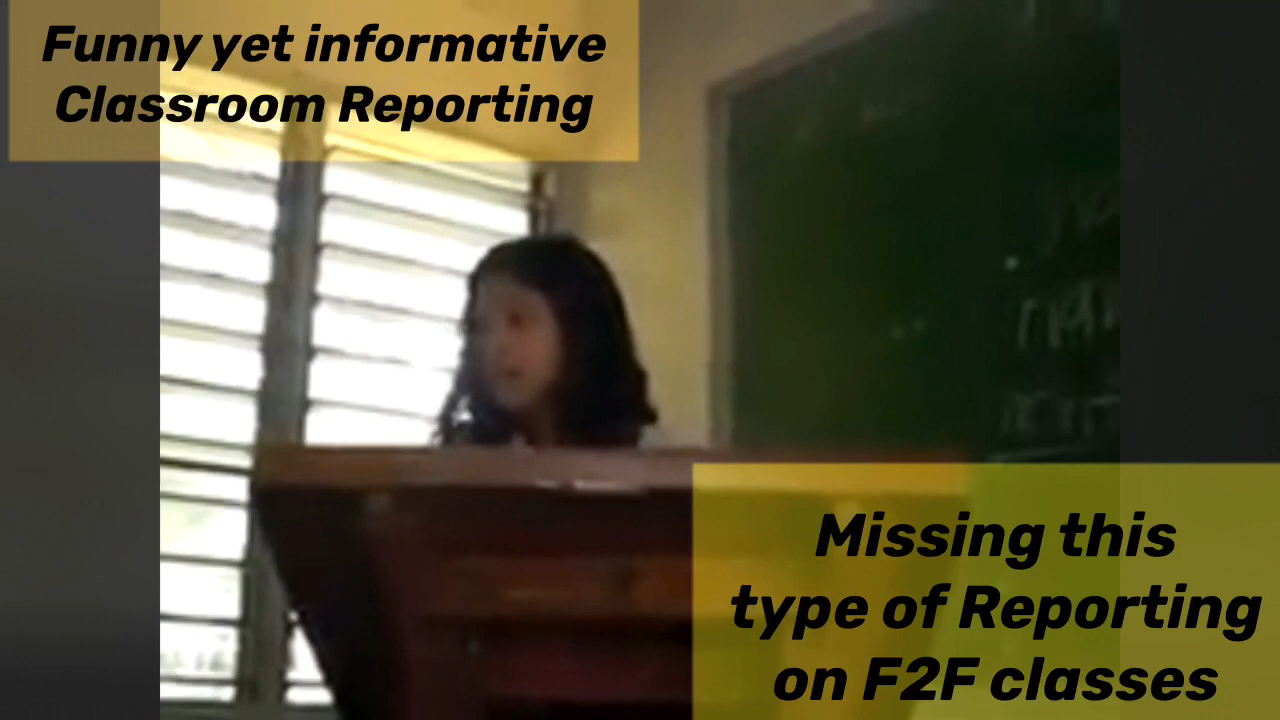 Funny yet informative
Classroom Reporting
Missing this
type of Reporting
on F2F classes